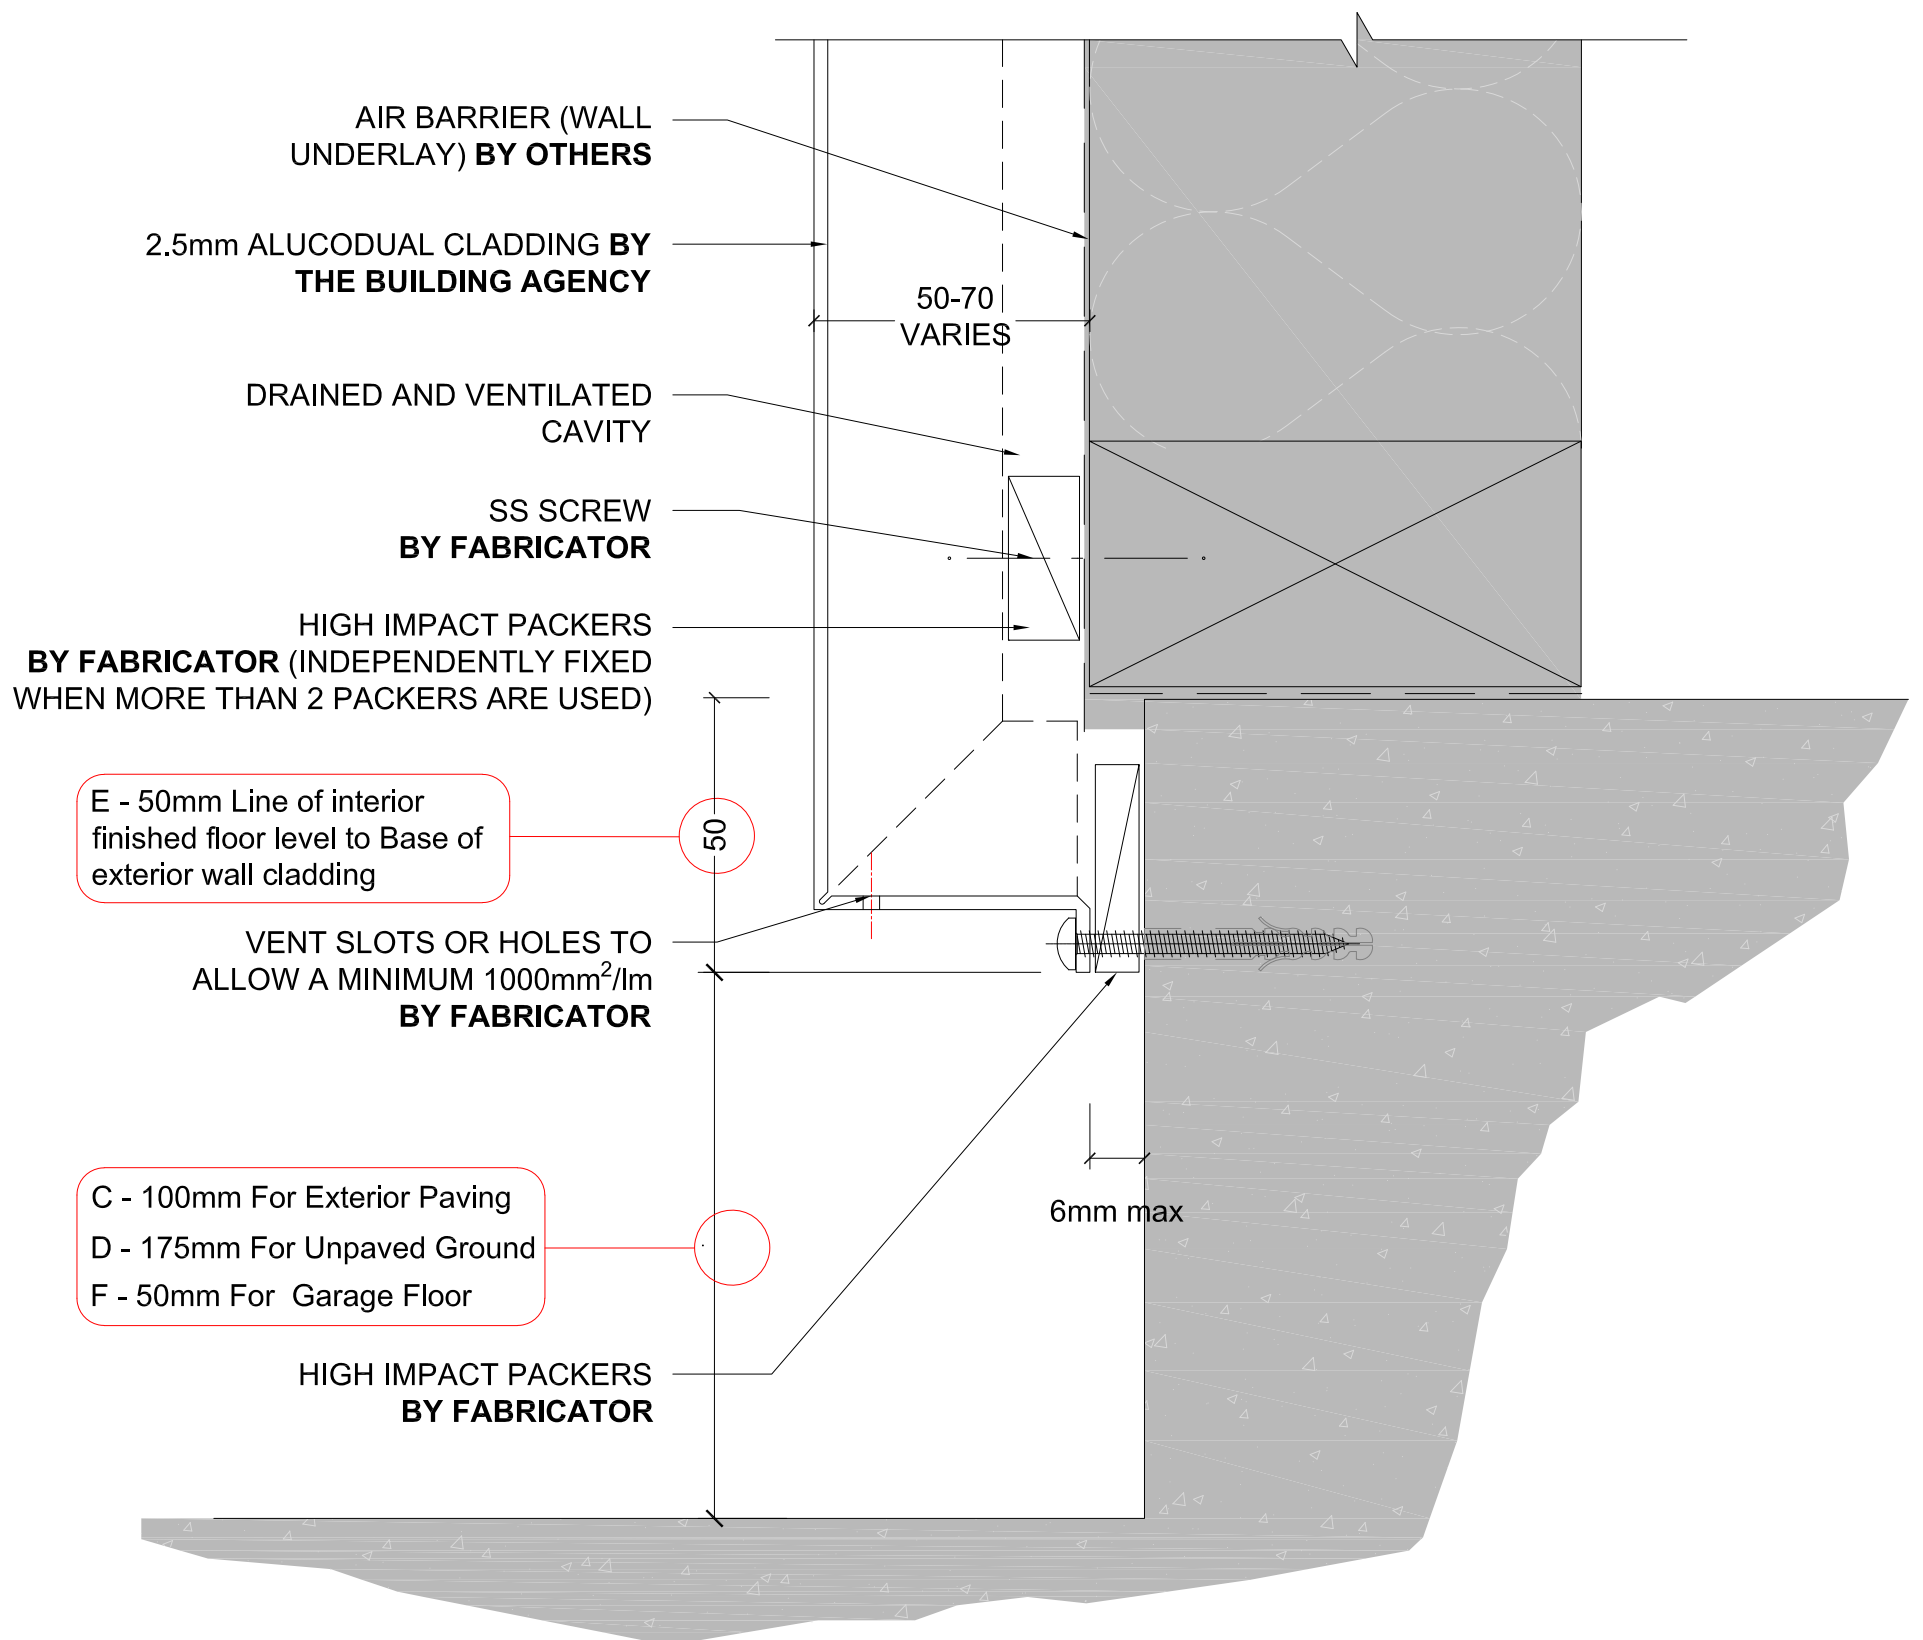 AIR BARRIER (WALL
UNDERLAY) BY OTHERS
2.5mm ALUCODUAL CLADDING BY
THE BUILDING AGENCY
50-70
VARIES
DRAINED AND VENTILATED
CAVITY
SS SCREW
BY FABRICATOR
HIGH IMPACT PACKERS
BY FABRICATOR (INDEPENDENTLY FIXED
WHEN MORE THAN 2 PACKERS ARE USED)
E - 50mm Line of interior
finished floor level to Base of
exterior wall cladding
50
VENT SLOTS OR HOLES TO
ALLOW A MINIMUM 1000mm²/lm
BY FABRICATOR
C - 100mm For Exterior Paving
D - 175mm For Unpaved Ground
F - 50mm For Garage Floor
6mm max
HIGH IMPACT PACKERS
BY FABRICATOR